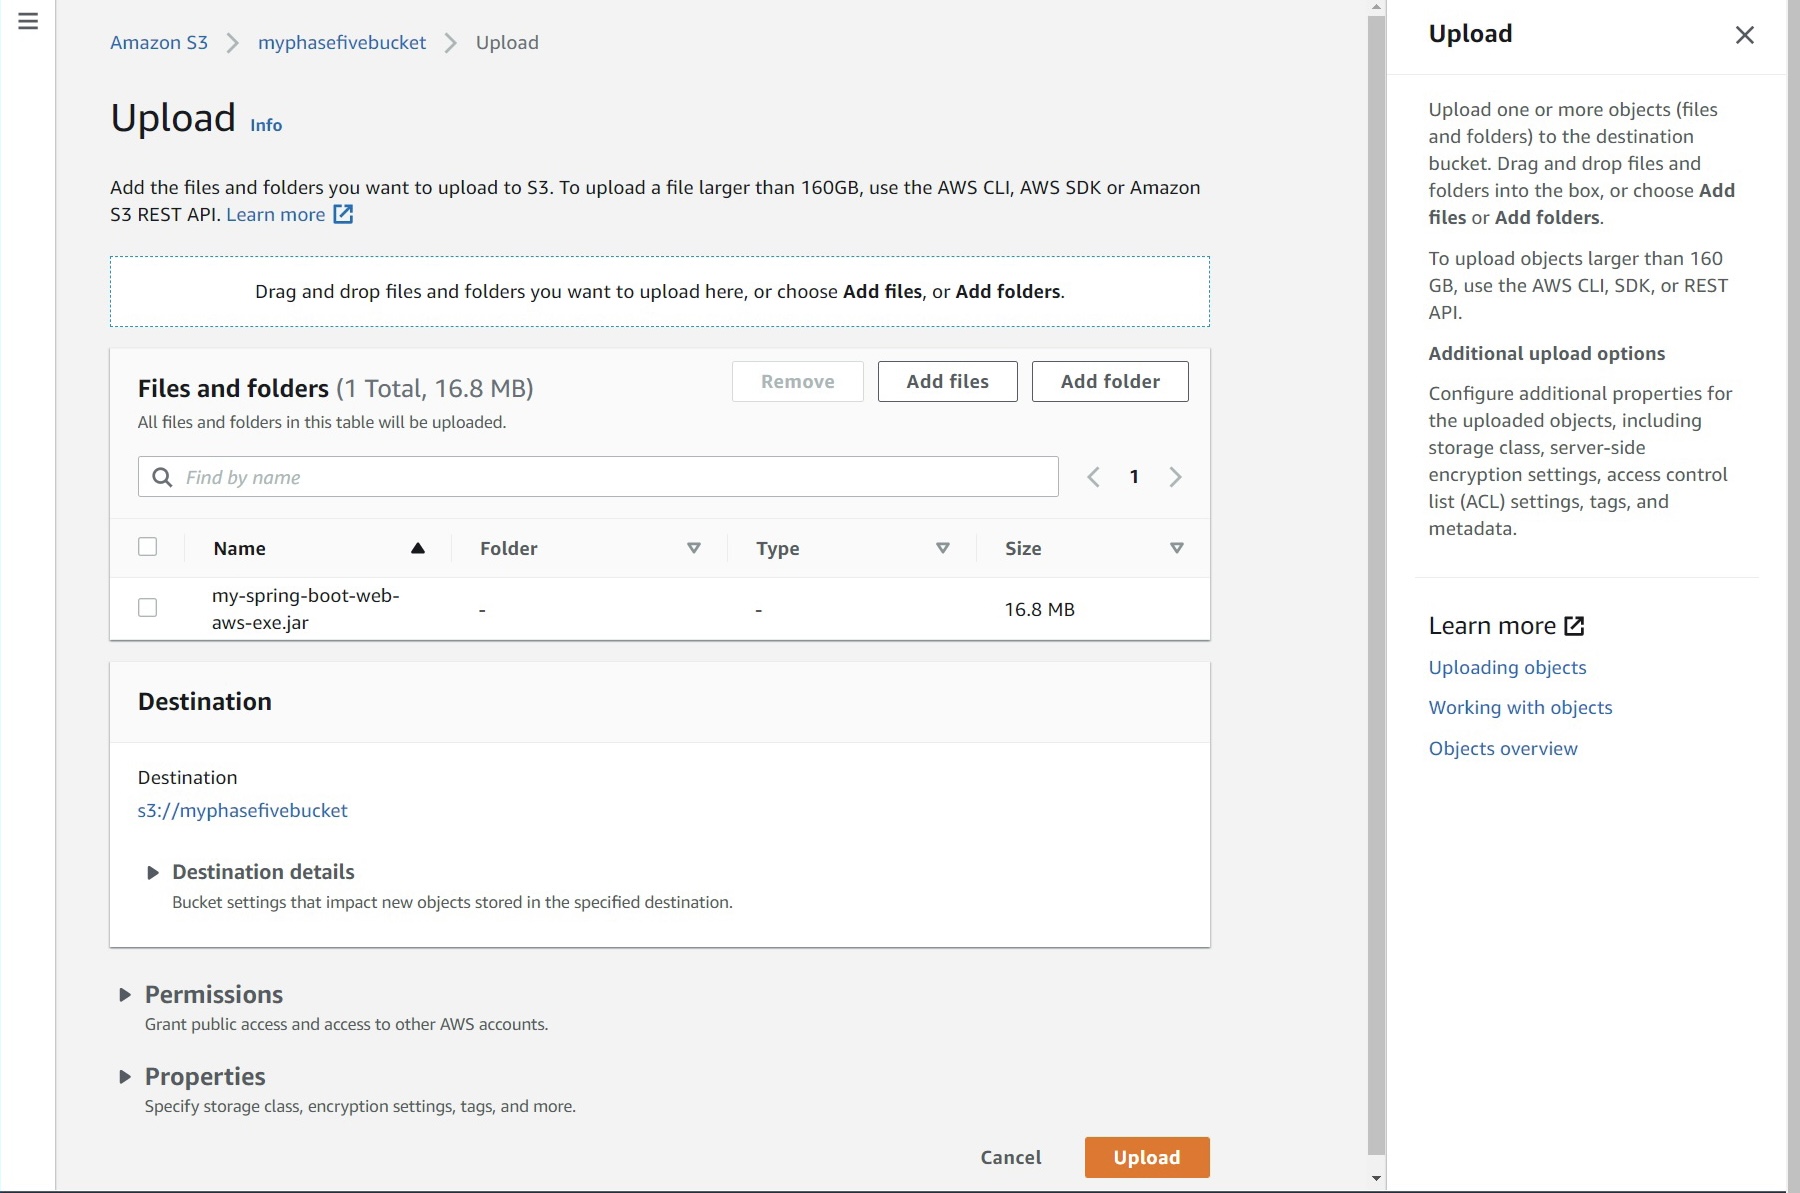 Amazon S3 > myphasefivebucket > Upload
Upload Info
Add the files and folders you want to upload to S3. To upload a file larger than 160GB, use the AWS CLI, AWS SDK or Amazon
S3 REST API. Learn more
Drag and drop files and folders you want to upload here, or choose Add files, or Add folders.
Files and folders (1 Total, 16.8 MB)
All files and folders in this table will be uploaded.
Remove
Add files
Add folder
Find by name
1
Name Folder Type Size
my-spring-boot-web-
aws-exe.jar
- - 16.8 MB
Destination
Destination
s3://myphasefivebucket
Destination details
Bucket settings that impact new objects stored in the specified destination.
Permissions
Grant public access and access to other AWS accounts.
Properties
Specify storage class, encryption settings, tags, and more.
Cancel
Upload
Upload
Upload one or more objects (files
and folders) to the destination
bucket. Drag and drop files and
folders into the box, or choose Add
files or Add folders.
To upload objects larger than 160
GB, use the AWS CLI, SDK, or REST
API.
Additional upload options
Configure additional properties for
the uploaded objects, including
storage class, server-side
encryption settings, access control
list (ACL) settings, tags, and
metadata.
Learn more
Uploading objects
Working with objects
Objects overview